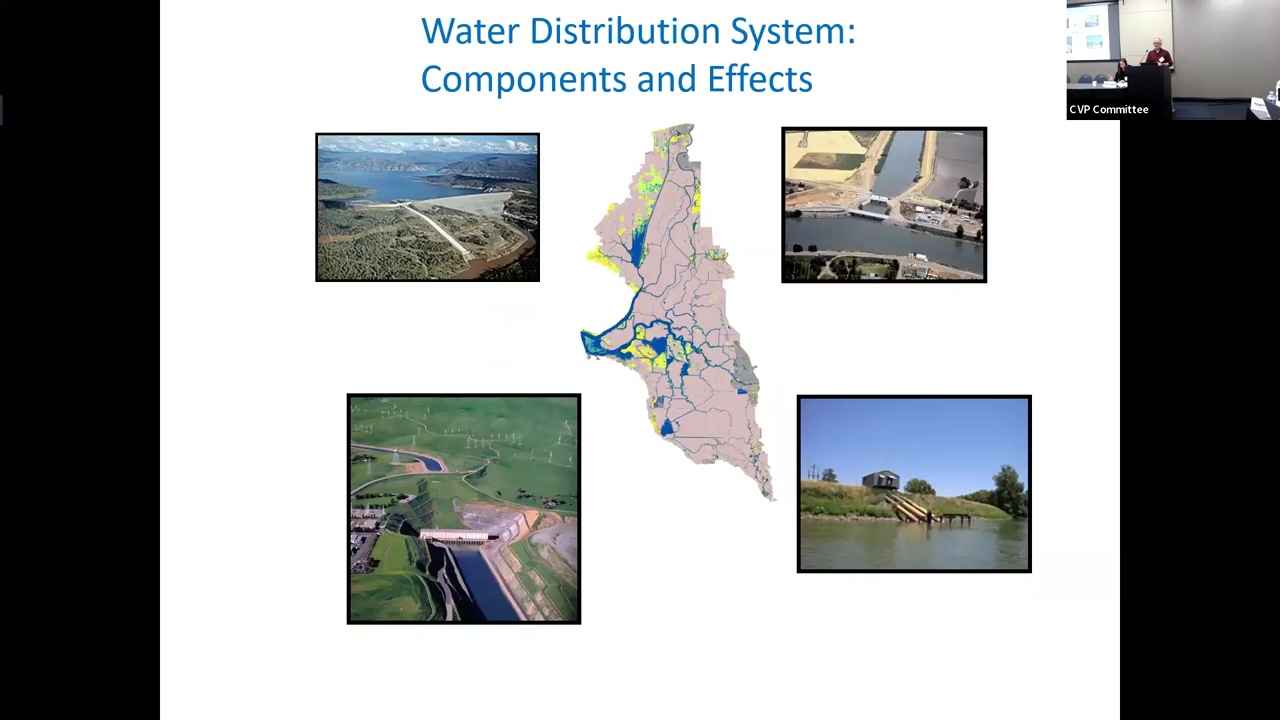 Water Distribution System:
Components and Effects
CVP Committee